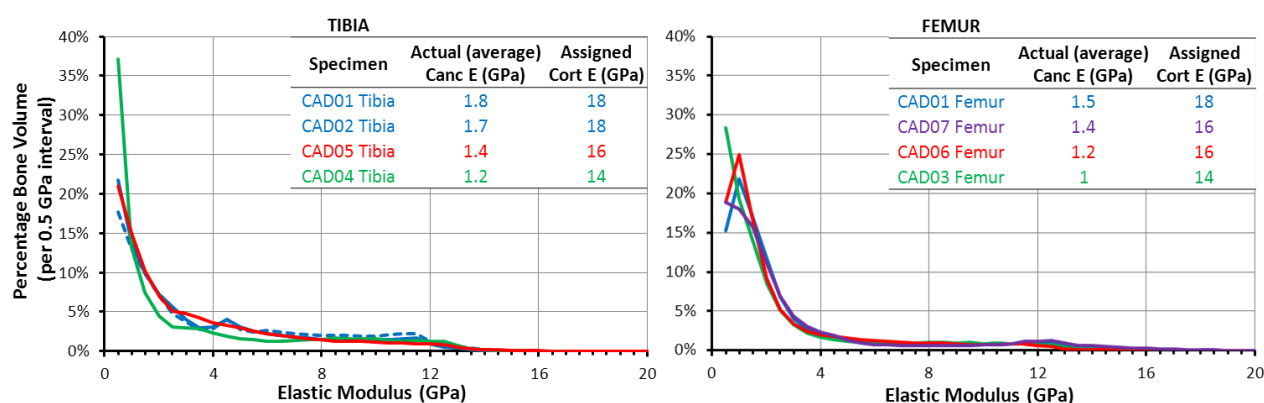 TIBIA
Percentage Bone Volume
(per 0.5 GPa interval)
40%
35%
30%
25%
20%
15%
10%
5%
0%
0 4 8 12 16 20
Elastic Modulus (GPa)
Specimen Actual (average) Canc E (GPa) Assigned Cort E (GPa)
CAD01 Tibia 1.8 18
CAD02 Tibia 1.7 18
CAD05 Tibia 1.4 16
CAD04 Tibia 1.2 14
FEMUR
40%
35%
30%
25%
20%
15%
10%
5%
0%
0 4 8 12 16 20
Elastic Modulus (GPa)
Specimen Actual (average) Canc E (GPa) Assigned Cort E (GPa)
CAD01 Femur 1.5 18
CAD07 Femur 1.4 16
CAD06 Femur 1.2 16
CAD03 Femur 1 14